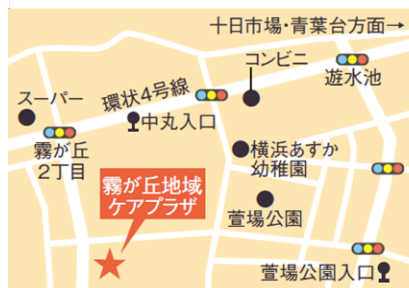 十日市場・青葉台方面→
コンビニ
遊水池
スーパー
環状4号線
中丸入口
霧が丘
2丁目
横浜あすか
幼稚園
霧が丘地域
ケアプラザ
萱場公園
萱場公園入口